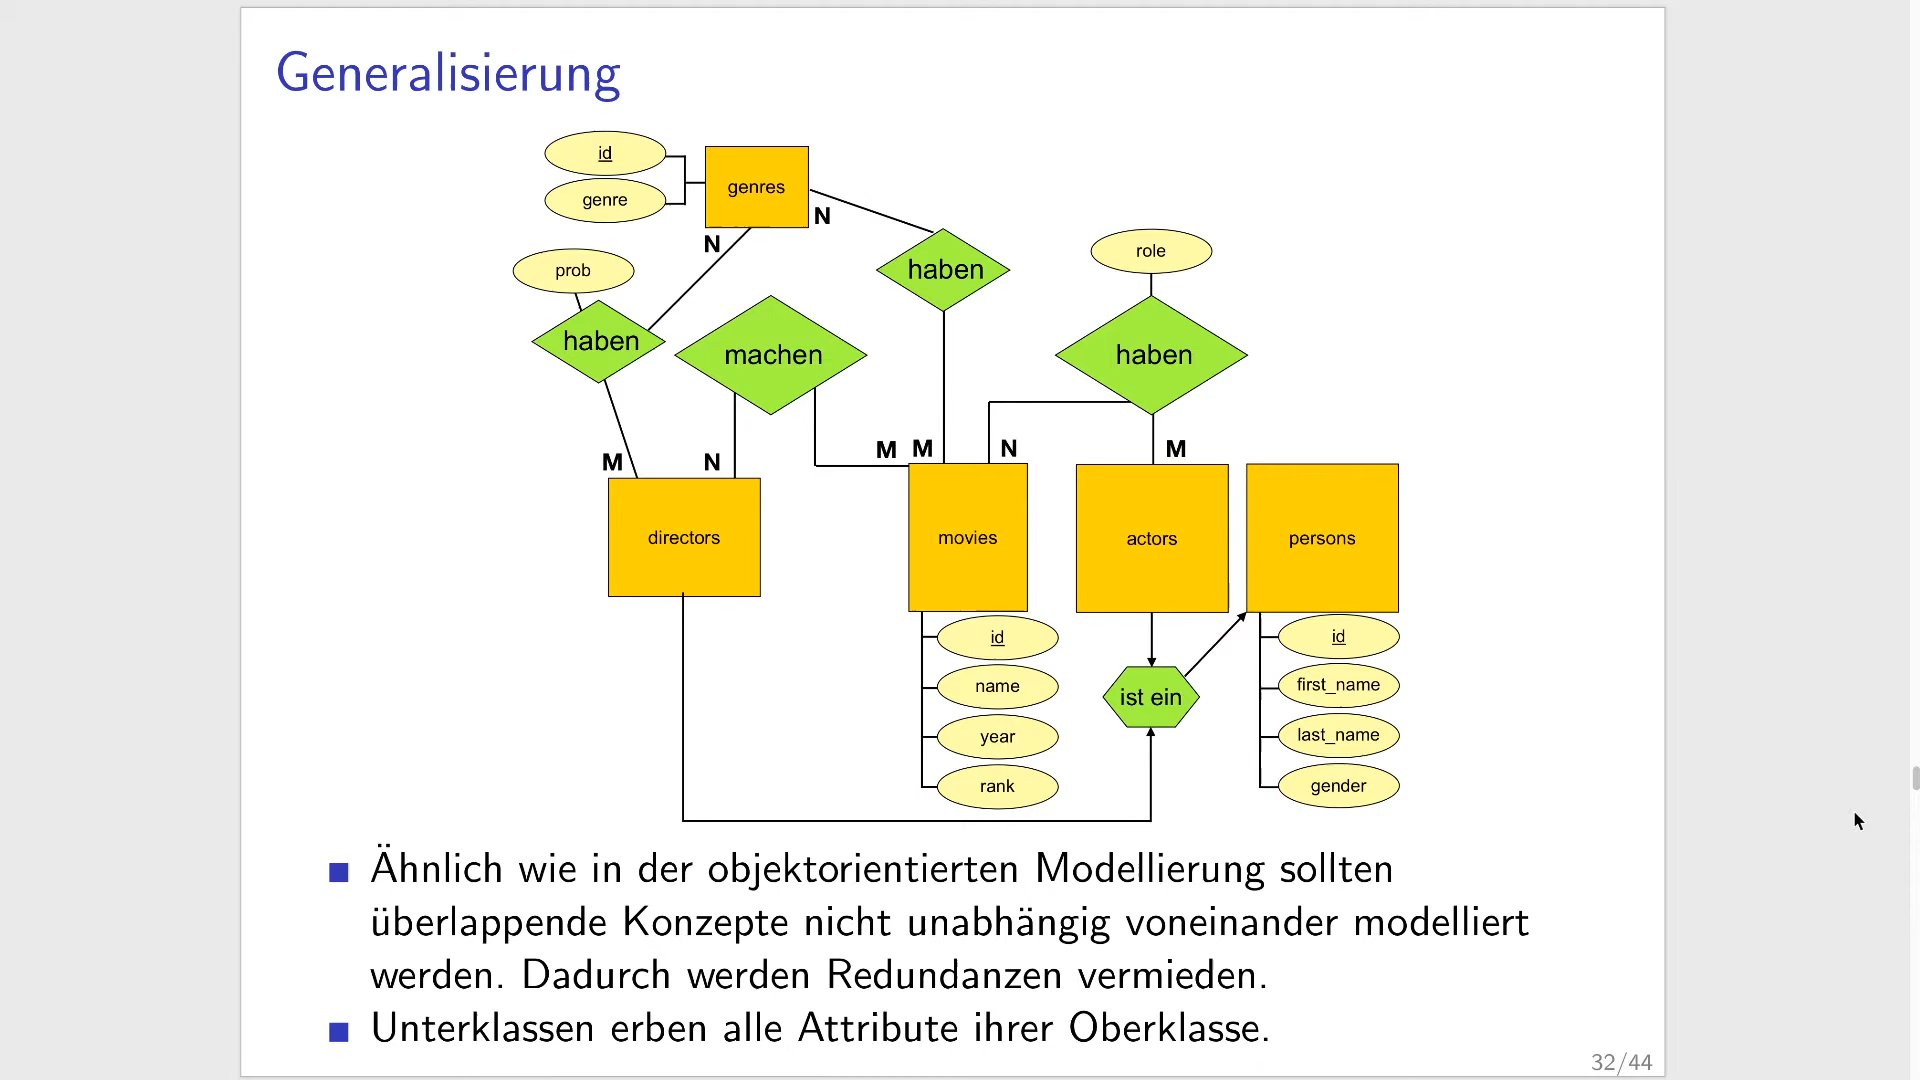 Generalisierung
id
genres
genre
N
N
prob
haben
role
haben
machen
haben
M
N
M
M
N
M
directors
movies
actors
persons
id
name
year
rank
ist ein
id
first_name
last_name
gender
Ähnlich wie in der objektorientierten Modellierung sollten
überlappende Konzepte nicht unabhängig voneinander modelliert
werden. Dadurch werden Redundanzen vermieden.
Unterklassen erben alle Attribute ihrer Oberklasse.
32/44